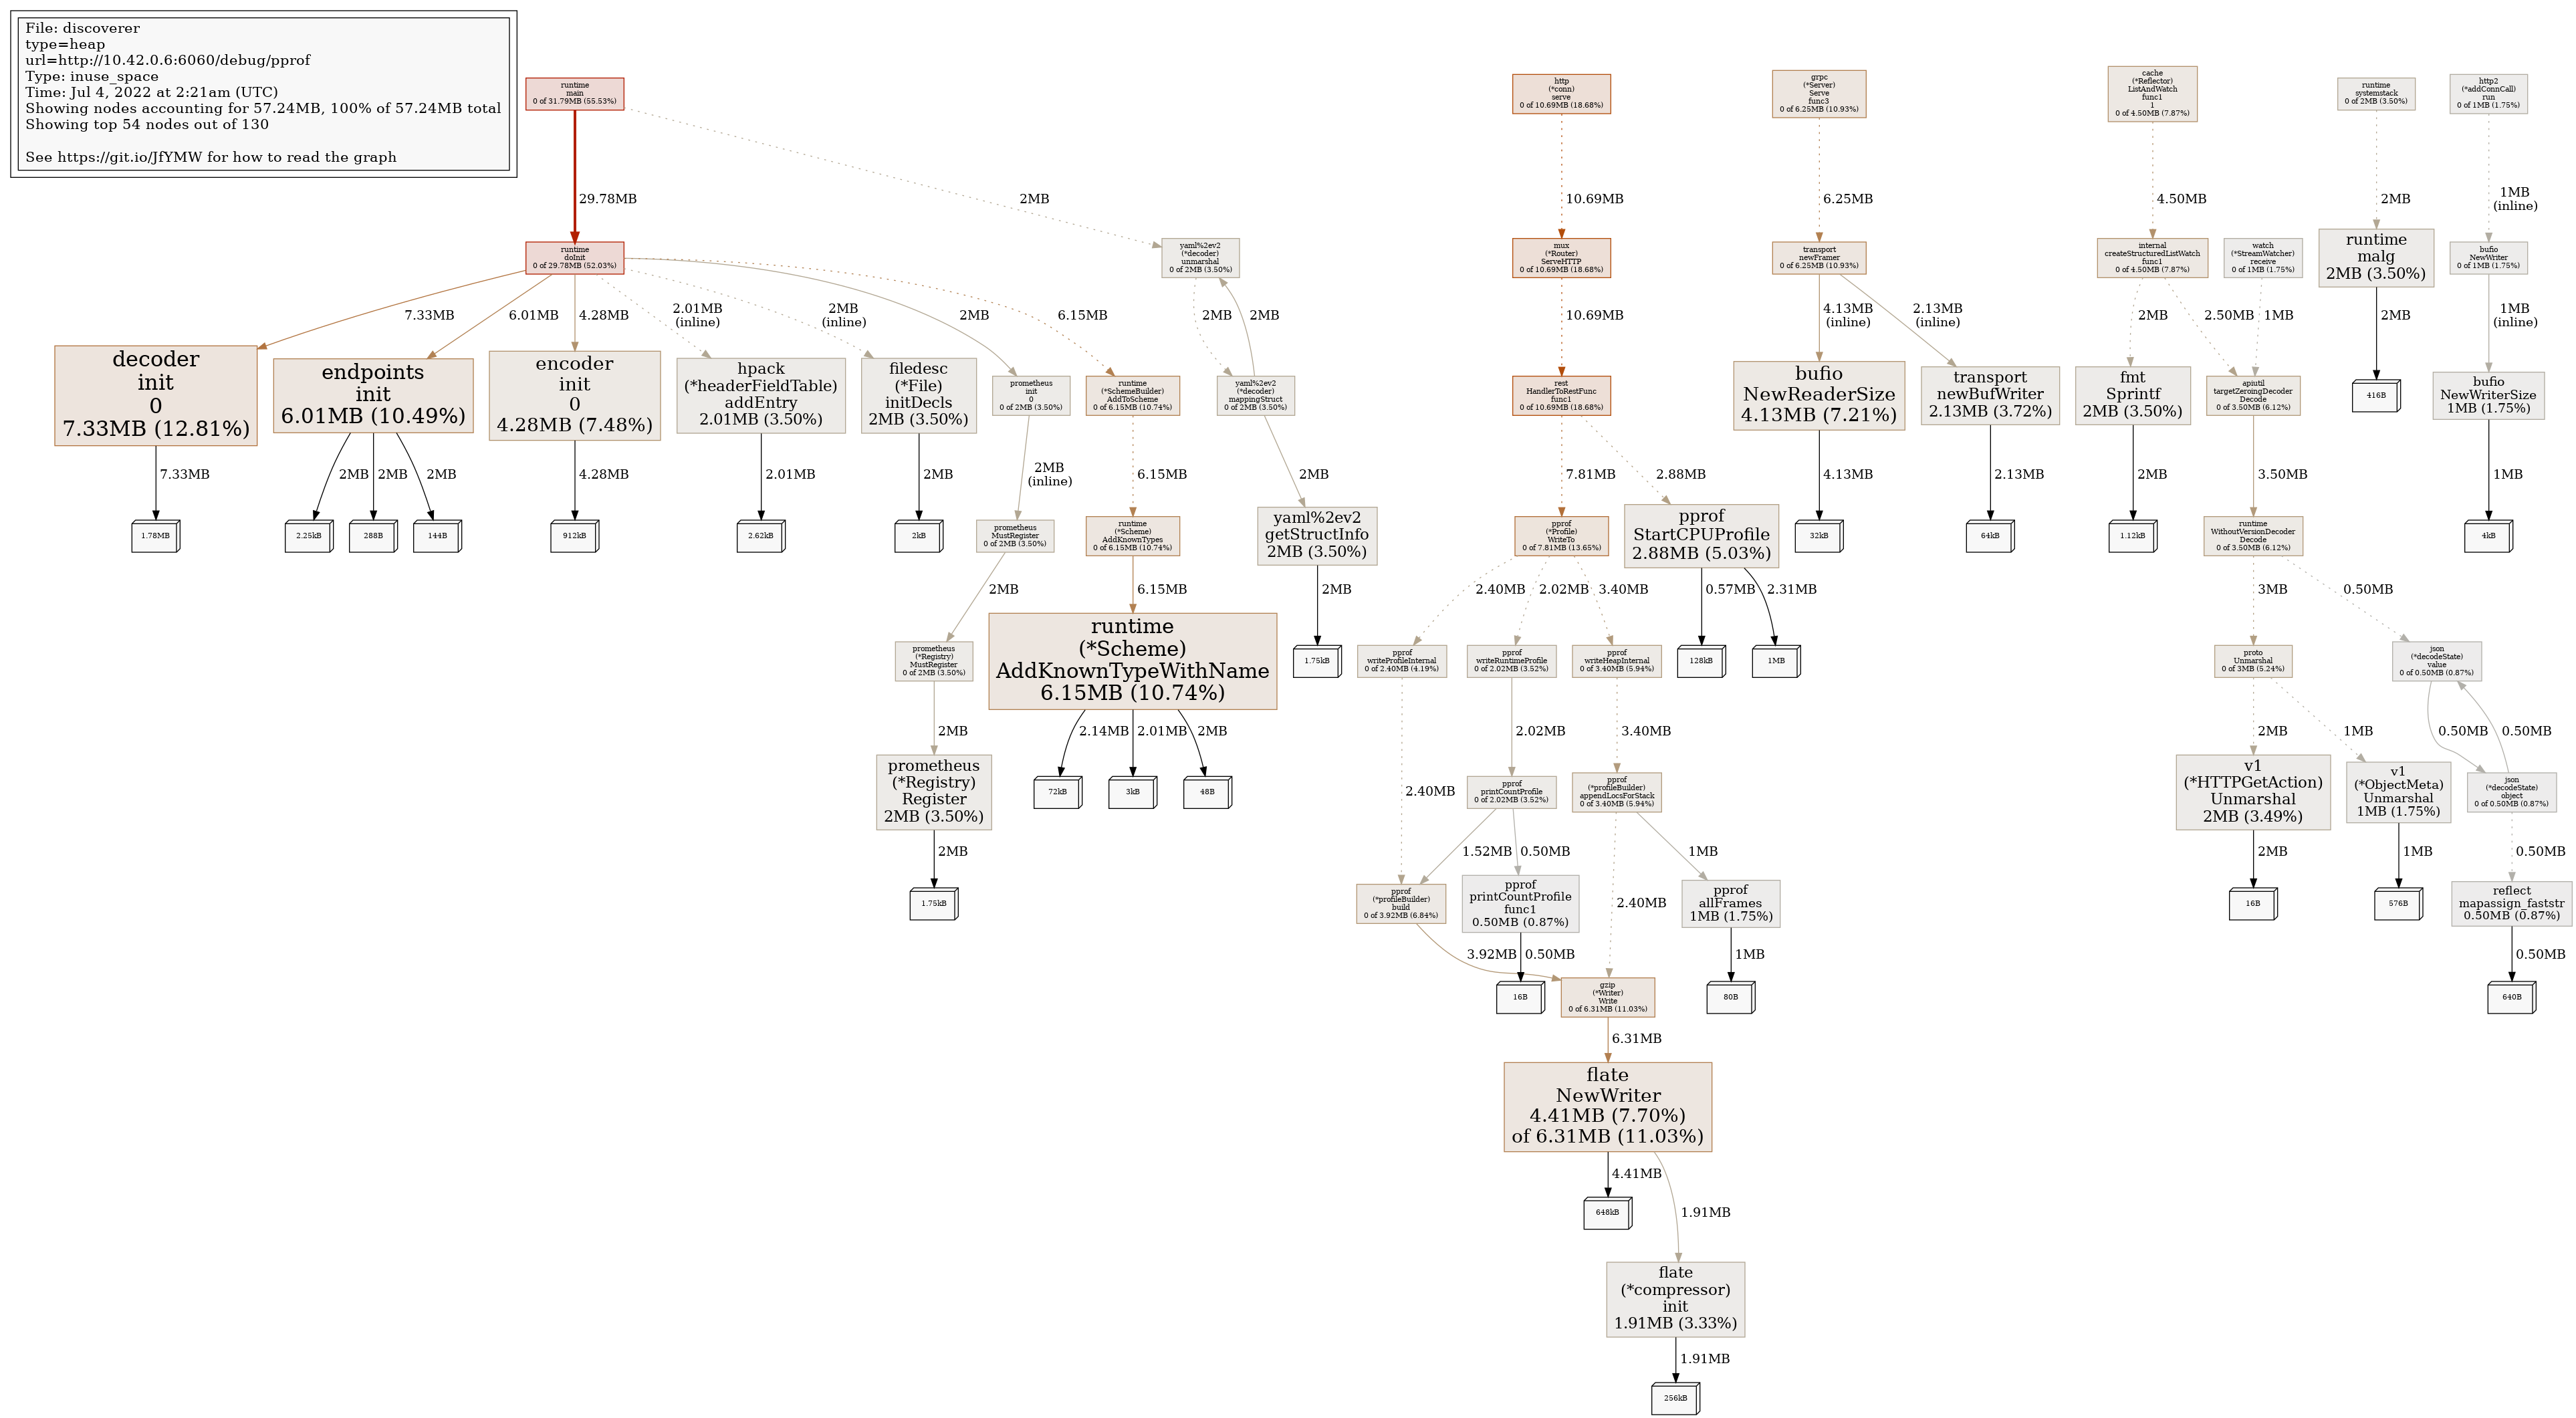 File: discoverer
type=heap
url=http://10.42.0.6:6060/debug/pprof
Type: inuse_space
Time: Jul 4, 2022 at 2:21am (UTC)
Showing nodes accounting for 57.24MB, 100% of 57.24MB total
Showing top 54 nodes out of 130
See https://git.io/JfYMW for how to read the graph
runtime
main
0 of 31.79MB (55.53%)
http
(*conn)
serve
0 of 10.69MB (18.68%)
grpc
(*Server)
Serve
func3
0 of 6.25MB (10.93%)
cache
(*Reflector)
ListAndWatch
func1
1
0 of 4.50MB (7.87%)
runtime
systemstack
0 of 2MB (3.50%)
http2
(*addConnCall)
run
0 of 1MB (1.75%)
29.78MB
2MB
10.69MB
6.25MB
4.50MB
2MB
1MB
(inline)
runtime
doInit
0 of 29.78MB (52.03%)
yaml%2ev2
(*decoder)
unmarshal
0 of 2MB (3.50%)
mux
(*Router)
ServeHTTP
0 of 10.69MB (18.68%)
transport
newFramer
0 of 6.25MB (10.93%)
internal
createStructuredListWatch
func1
0 of 4.50MB (7.87%)
watch
(*StreamWatcher)
receive
0 of 1MB (1.75%)
runtime
malg
2MB (3.50%)
bufio
NewWriter
0 of 1MB (1.75%)
7.33MB
6.01MB
4.28MB
2.01MB
(inline)
2MB
(inline)
2MB
6.15MB
2MB
2MB
10.69MB
4.13MB
(inline)
2.13MB
(inline)
2MB
2.50MB
1MB
2MB
1MB
(inline)
decoder
init
0
7.33MB (12.81%)
endpoints
init
6.01MB (10.49%)
encoder
init
0
4.28MB (7.48%)
hpack
(*headerFieldTable)
addEntry
2.01MB (3.50%)
filedesc
(*File)
initDecls
2MB (3.50%)
prometheus
init
0
0 of 2MB (3.50%)
runtime
(*SchemeBuilder)
AddToScheme
0 of 6.15MB (10.74%)
yaml%2ev2
(*decoder)
mappingStruct
0 of 2MB (3.50%)
rest
HandlerToRestFunc
func1
0 of 10.69MB (18.68%)
bufio
NewReaderSize
4.13MB (7.21%)
transport
newBufWriter
2.13MB (3.72%)
fmt
Sprintf
2MB (3.50%)
apiutil
targetZeroingDecoder
Decode
0 of 3.50MB (6.12%)
416B
bufio
NewWriterSize
1MB (1.75%)
7.33MB
2MB
2MB
2MB
4.28MB
2.01MB
2MB
2MB
(inline)
6.15MB
2MB
7.81MB
2.88MB
4.13MB
2.13MB
2MB
3.50MB
1MB
1.78MB
2.25kB
288B
144B
912kB
2.62kB
2kB
prometheus
MustRegister
0 of 2MB (3.50%)
runtime
(*Scheme)
AddKnownTypes
0 of 6.15MB (10.74%)
yaml%2ev2
getStructInfo
2MB (3.50%)
pprof
(*Profile)
WriteTo
0 of 7.81MB (13.65%)
pprof
StartCPUProfile
2.88MB (5.03%)
32kB
64kB
1.12kB
runtime
WithoutVersionDecoder
Decode
0 of 3.50MB (6.12%)
4kB
2MB
6.15MB
2MB
2.40MB
2.02MB
3.40MB
0.57MB
2.31MB
3MB
0.50MB
prometheus
(*Registry)
MustRegister
0 of 2MB (3.50%)
runtime
(*Scheme)
AddKnownTypeWithName
6.15MB (10.74%)
1.75kB
pprof
writeProfileInternal
0 of 2.40MB (4.19%)
pprof
writeRuntimeProfile
0 of 2.02MB (3.52%)
pprof
writeHeapInternal
0 of 3.40MB (5.94%)
128kB
1MB
proto
Unmarshal
0 of 3MB (5.24%)
json
(*decodeState)
value
0 of 0.50MB (0.87%)
2MB
2.14MB
2.01MB
2MB
2.40MB
2.02MB
3.40MB
2MB
1MB
0.50MB
0.50MB
prometheus
(*Registry)
Register
2MB (3.50%)
72kB
3kB
48B
pprof
printCountProfile
0 of 2.02MB (3.52%)
pprof
(*profileBuilder)
appendLocsForStack
0 of 3.40MB (5.94%)
v1
(*HTTPGetAction)
Unmarshal
2MB (3.49%)
v1
(*ObjectMeta)
Unmarshal
1MB (1.75%)
json
(*decodeState)
object
0 of 0.50MB (0.87%)
2MB
1.52MB
0.50MB
1MB
2MB
1MB
0.50MB
1.75kB
pprof
(*profileBuilder)
build
0 of 3.92MB (6.84%)
pprof
printCountProfile
func1
0.50MB (0.87%)
2.40MB
pprof
allFrames
1MB (1.75%)
16B
576B
reflect
mapassign_faststr
0.50MB (0.87%)
3.92MB
0.50MB
1MB
0.50MB
16B
gzip
(*Writer)
Write
0 of 6.31MB (11.03%)
80B
640B
6.31MB
flate
NewWriter
4.41MB (7.70%)
of 6.31MB (11.03%)
4.41MB
1.91MB
648kB
flate
(*compressor)
init
1.91MB (3.33%)
1.91MB
256kB